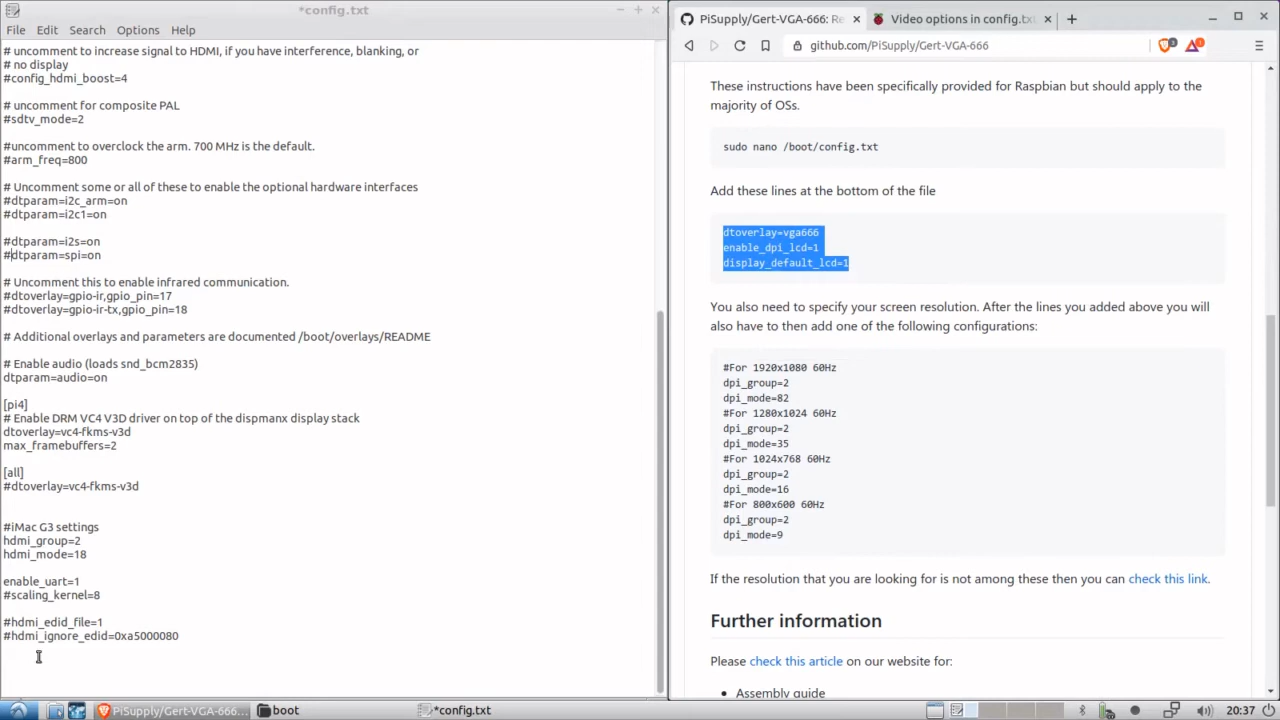 *config.txt
File Edit Search Options Help
# uncomment to increase signal to HDMI, if you have interference, blanking, or
# no display
#config_hdmi_boost=4
# uncomment for composite PAL
#sdtv_mode=2
#uncomment to overclock the arm. 700 MHz is the default.
#arm_freq=800
# Uncomment some or all of these to enable the optional hardware interfaces
#dtparam=i2c_arm=on
#dtparam=i2c1=on
#dtparam=i2s=on
#dtparam=spi=on
# Uncomment this to enable infrared communication.
#dtoverlay=gpio-ir,gpio_pin=17
#dtoverlay=gpio-ir-tx,gpio_pin=18
# Additional overlays and parameters are documented /boot/overlays/README
# Enable audio (loads snd_bcm2835)
dtparam=audio=on
[pi4]
# Enable DRM VC4 V3D driver on top of the dispmanx display stack
dtoverlay=vc4-fkms-v3d
max_framebuffers=2
[all]
#dtoverlay=vc4-fkms-v3d
#iMac G3 settings
hdmi_group=2
hdmi_mode=18
enable_uart=1
#scaling_kernel=8
#hdmi_edid_file=1
#hdmi_ignore_edid=0xa5000080
PiSupply/Gert-VGA-666: Re
Video options in config.tx
github.com/PiSupply/Gert-VGA-666
3
1
These instructions have been specifically provided for Raspbian but should apply to the
majority of OSs.
sudo nano /boot/config.txt
Add these lines at the bottom of the file
dtoverlay=vga666
enable_dpi_lcd=1
display_default_lcd=1
You also need to specify your screen resolution. After the lines you added above you will
also have to then add one of the following configurations:
#For 1920x1080 60Hz
dpi_group=2
dpi_mode=82
#For 1280x1024 60Hz
dpi_group=2
dpi_mode=35
#For 1024x768 60Hz
dpi_group=2
dpi_mode=16
#For 800x600 60Hz
dpi_group=2
dpi_mode=9
If the resolution that you are looking for is not among these then you can check this link.
Further information
Please check this article on our website for:
Assembly guide
PiSupply/Gert-VGA-666...
boot
*config.txt
20:37